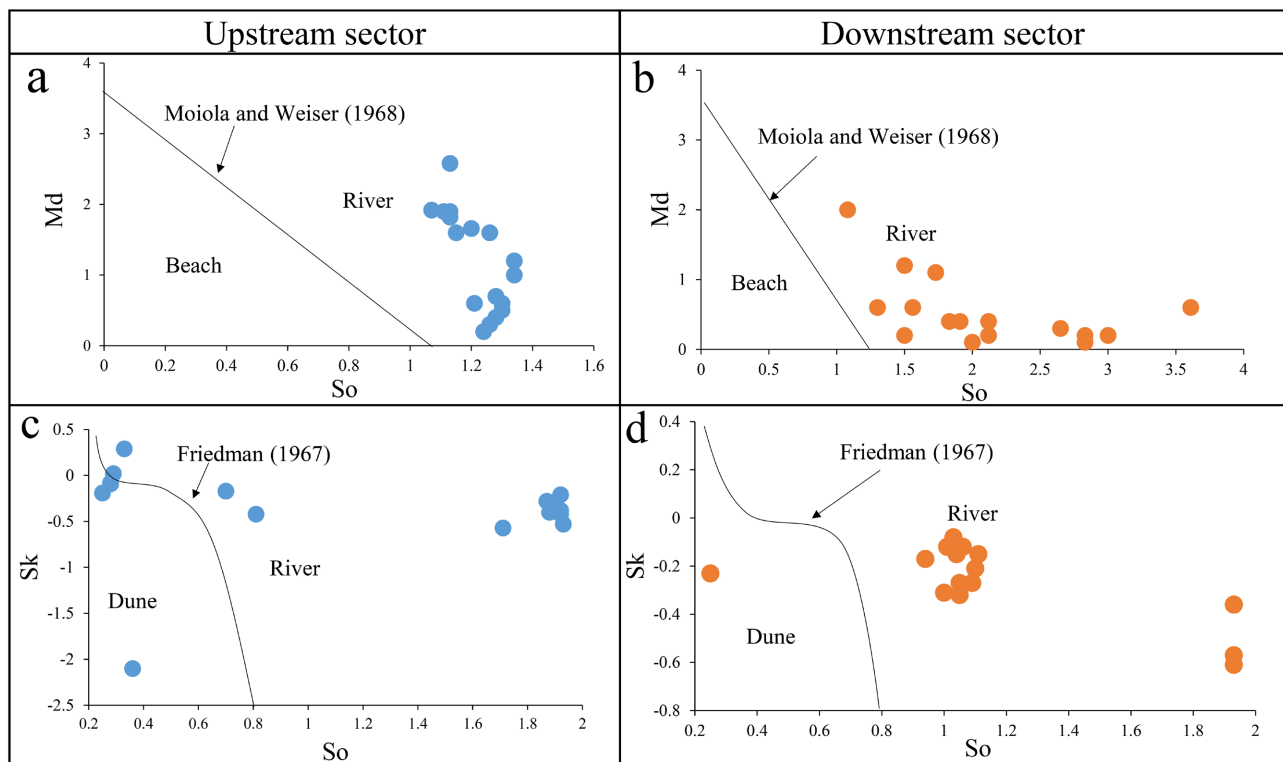 Upstream sector
Downstream sector
a
4
3
2
1
0
Md
Moiola and Weiser (1968)
River
Beach
0 0.2 0.4 0.6 0.8 1 1.2 1.4 1.6
So
b
4
3
2
1
0
Md
Moiola and Weiser (1968)
River
Beach
0 0.5 1 1.5 2 2.5 3 3.5 4
So
c
0.5
0
-0.5
-1
-1.5
-2
-2.5
Sk
Friedman (1967)
River
Dune
0.2 0.4 0.6 0.8 1 1.2 1.4 1.6 1.8 2
So
d
0.4
0.2
0
-0.2
-0.4
-0.6
-0.8
Sk
Friedman (1967)
River
Dune
0.2 0.4 0.6 0.8 1 1.2 1.4 1.6 1.8 2
So